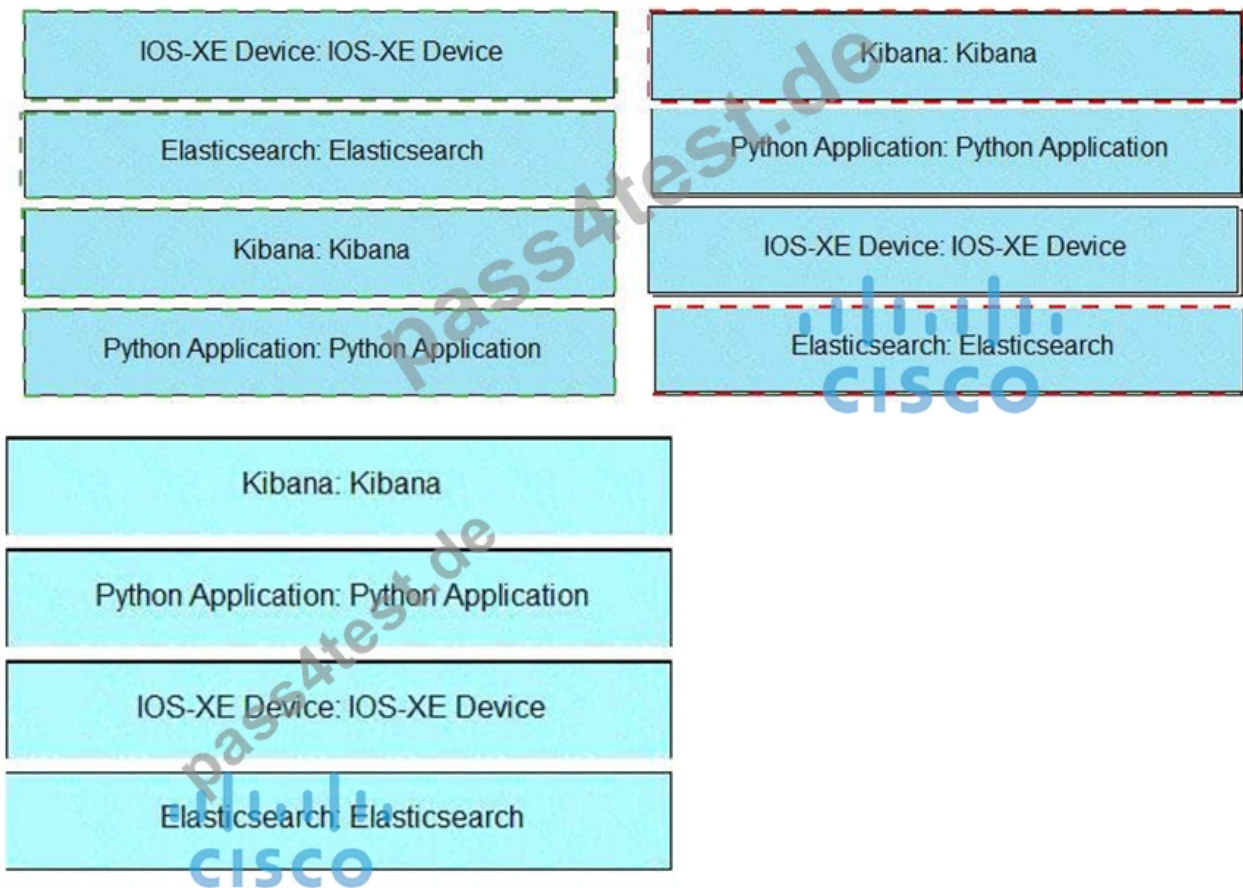 IOS-XE Device: IOS-XE Device
Elasticsearch: Elasticsearch
Kibana: Kibana
Python Application: Python Application
Kibana: Kibana
Python Application: Python Application
IOS-XE Device: IOS-XE Device
Elasticsearch: Elasticsearch
pass4test.de
CISCO
Kibana: Kibana
Python Application: Python Application
IOS-XE Device: IOS-XE Device
Elasticsearch: Elasticsearch
pass4test.de
CISCO